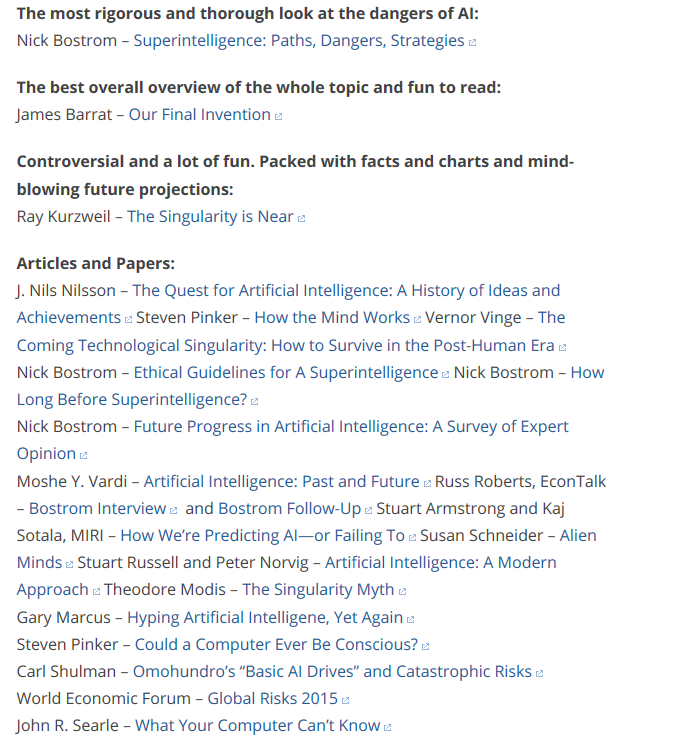 The most rigorous and thorough look at the dangers of AI:
Nick Bostrom – Superintelligence: Paths, Dangers, Strategies
The best overall overview of the whole topic and fun to read:
James Barrat – Our Final Invention
Controversial and a lot of fun. Packed with facts and charts and mind-
blowing future projections:
Ray Kurzweil – The Singularity is Near
Articles and Papers:
J. Nils Nilsson – The Quest for Artificial Intelligence: A History of Ideas and
Achievements Steven Pinker – How the Mind Works Vernor Vinge – The
Coming Technological Singularity: How to Survive in the Post-Human Era
Nick Bostrom – Ethical Guidelines for A Superintelligence Nick Bostrom – How
Long Before Superintelligence?
Nick Bostrom – Future Progress in Artificial Intelligence: A Survey of Expert
Opinion
Moshe Y. Vardi – Artificial Intelligence: Past and Future Russ Roberts, EconTalk
– Bostrom Interview and Bostrom Follow-Up Stuart Armstrong and Kaj
Sotala, MIRI – How We’re Predicting AI—or Failing To Susan Schneider – Alien
Minds Stuart Russell and Peter Norvig – Artificial Intelligence: A Modern
Approach Theodore Modis – The Singularity Myth
Gary Marcus – Hyping Artificial Intelligene, Yet Again
Steven Pinker – Could a Computer Ever Be Conscious?
Carl Shulman – Omohundro’s “Basic AI Drives” and Catastrophic Risks
World Economic Forum – Global Risks 2015
John R. Searle – What Your Computer Can’t Know